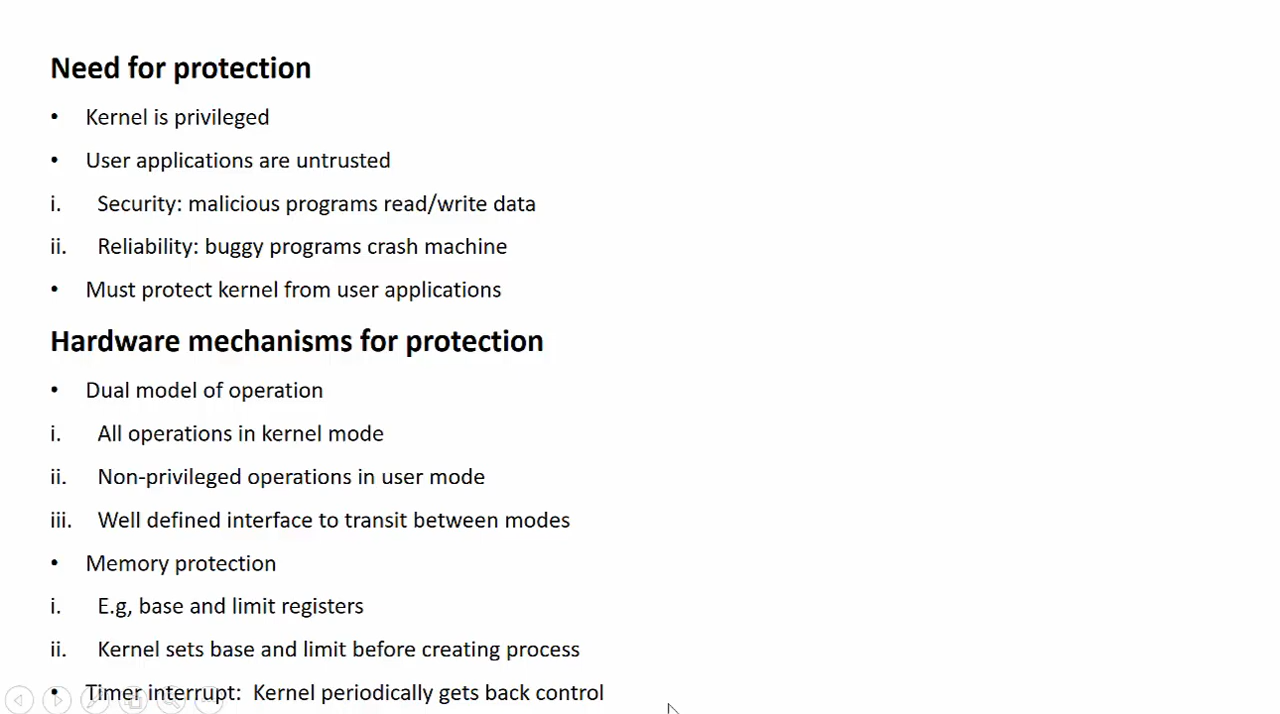 Need for protection
• Kernel is privileged
• User applications are untrusted
i. Security: malicious programs read/write data
ii. Reliability: buggy programs crash machine
• Must protect kernel from user applications
Hardware mechanisms for protection
• Dual model of operation
i. All operations in kernel mode
ii. Non-privileged operations in user mode
iii. Well defined interface to transit between modes
• Memory protection
i. E.g, base and limit registers
ii. Kernel sets base and limit before creating process
• Timer interrupt: Kernel periodically gets back control